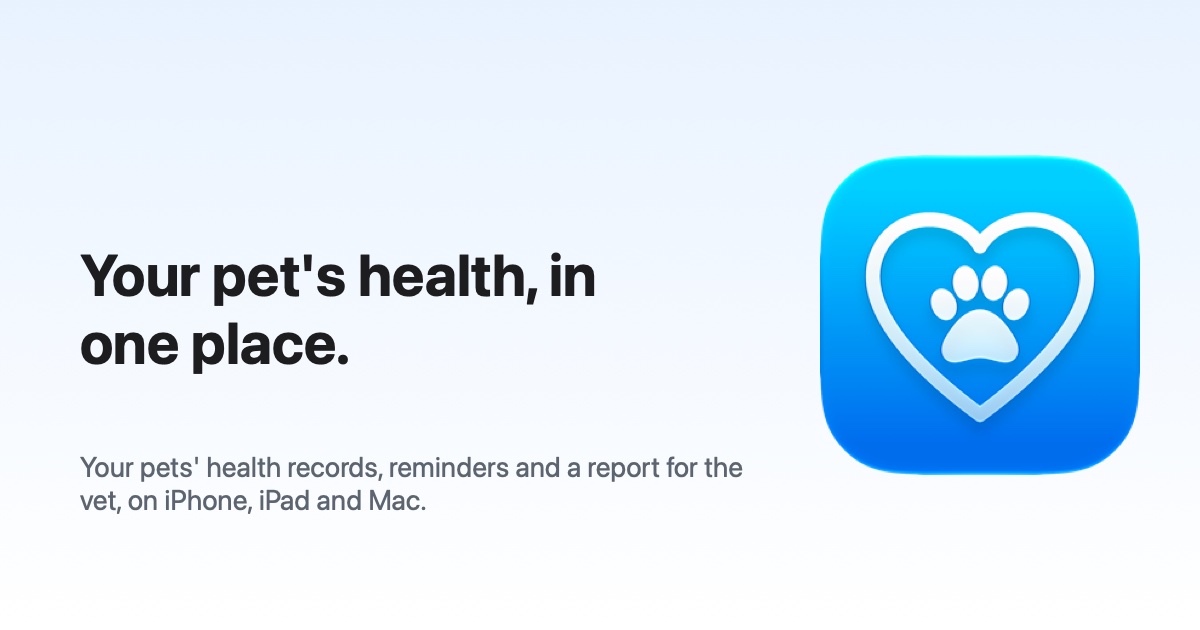 Your pet's health, in
one place.
Your pets' health records, reminders and a report for the
vet, on iPhone, iPad and Mac.